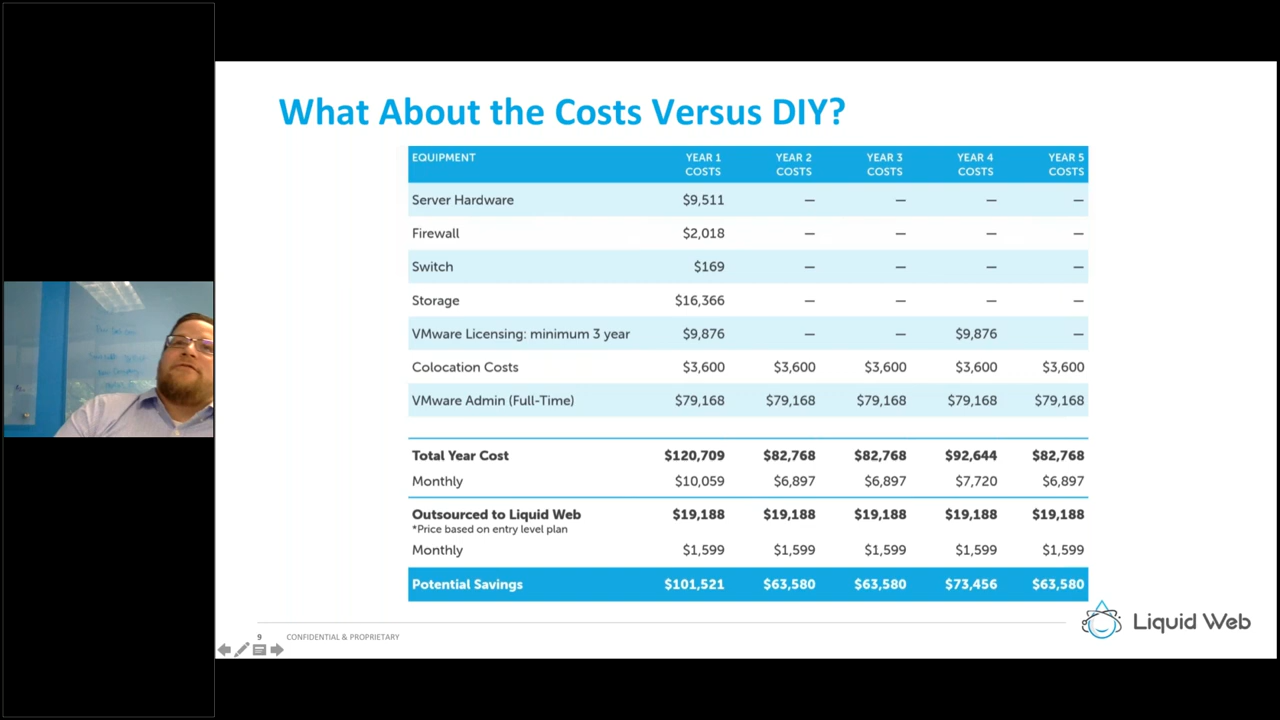 What About the Costs Versus DIY?
EQUIPMENT YEAR 1 COSTS YEAR 2 COSTS YEAR 3 COSTS YEAR 4 COSTS YEAR 5 COSTS
Server Hardware $9,511 — — — —
Firewall $2,018 — — — —
Switch $169 — — — —
Storage $16,366 — — — —
VMware Licensing: minimum 3 year $9,876 — — $9,876 —
Colocation Costs $3,600 $3,600 $3,600 $3,600 $3,600
VMware Admin (Full-Time) $79,168 $79,168 $79,168 $79,168 $79,168
Total Year Cost $120,709 $82,768 $82,768 $92,644 $82,768
Monthly $10,059 $6,897 $6,897 $7,720 $6,897
Outsourced to Liquid Web $19,188 $19,188 $19,188 $19,188 $19,188
*Price based on entry level plan
Monthly $1,599 $1,599 $1,599 $1,599 $1,599
Potential Savings $101,521 $63,580 $63,580 $73,456 $63,580
Liquid Web
9 CONFIDENTIAL & PROPRIETARY